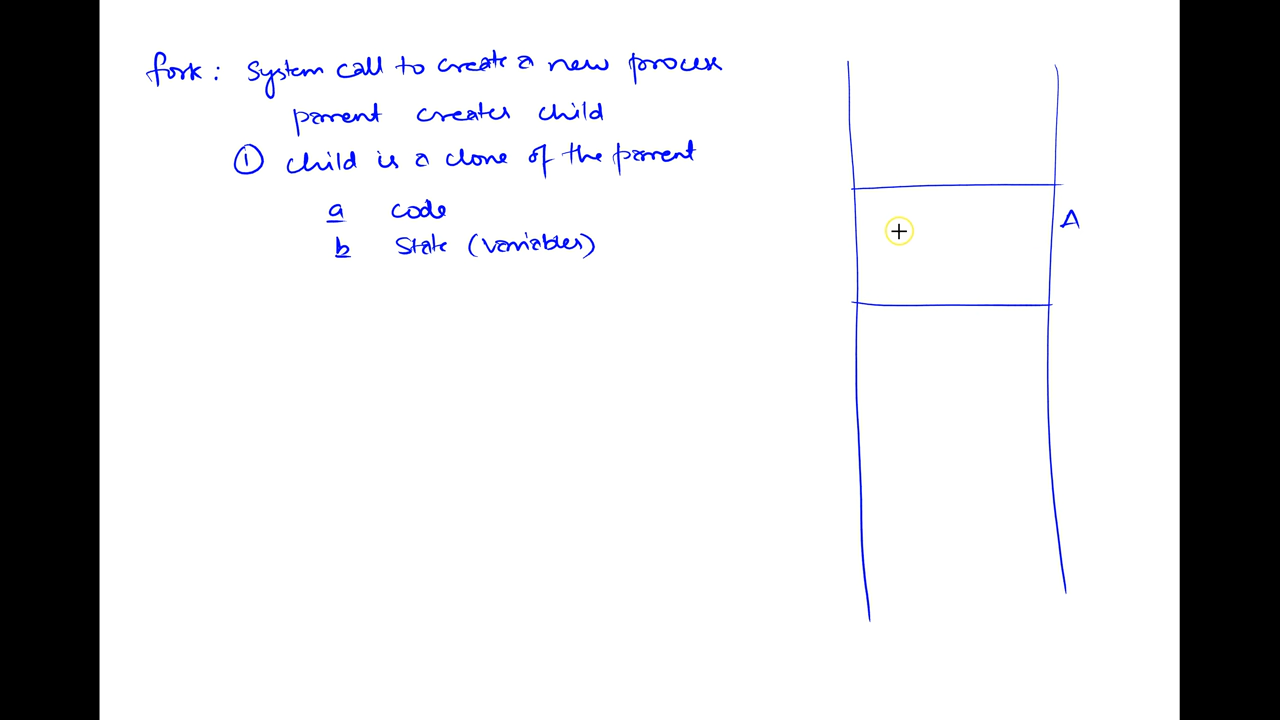 fork: System call to create a new process
parent creates child
① child is a clone of the parent
a code
b State (variables)
A